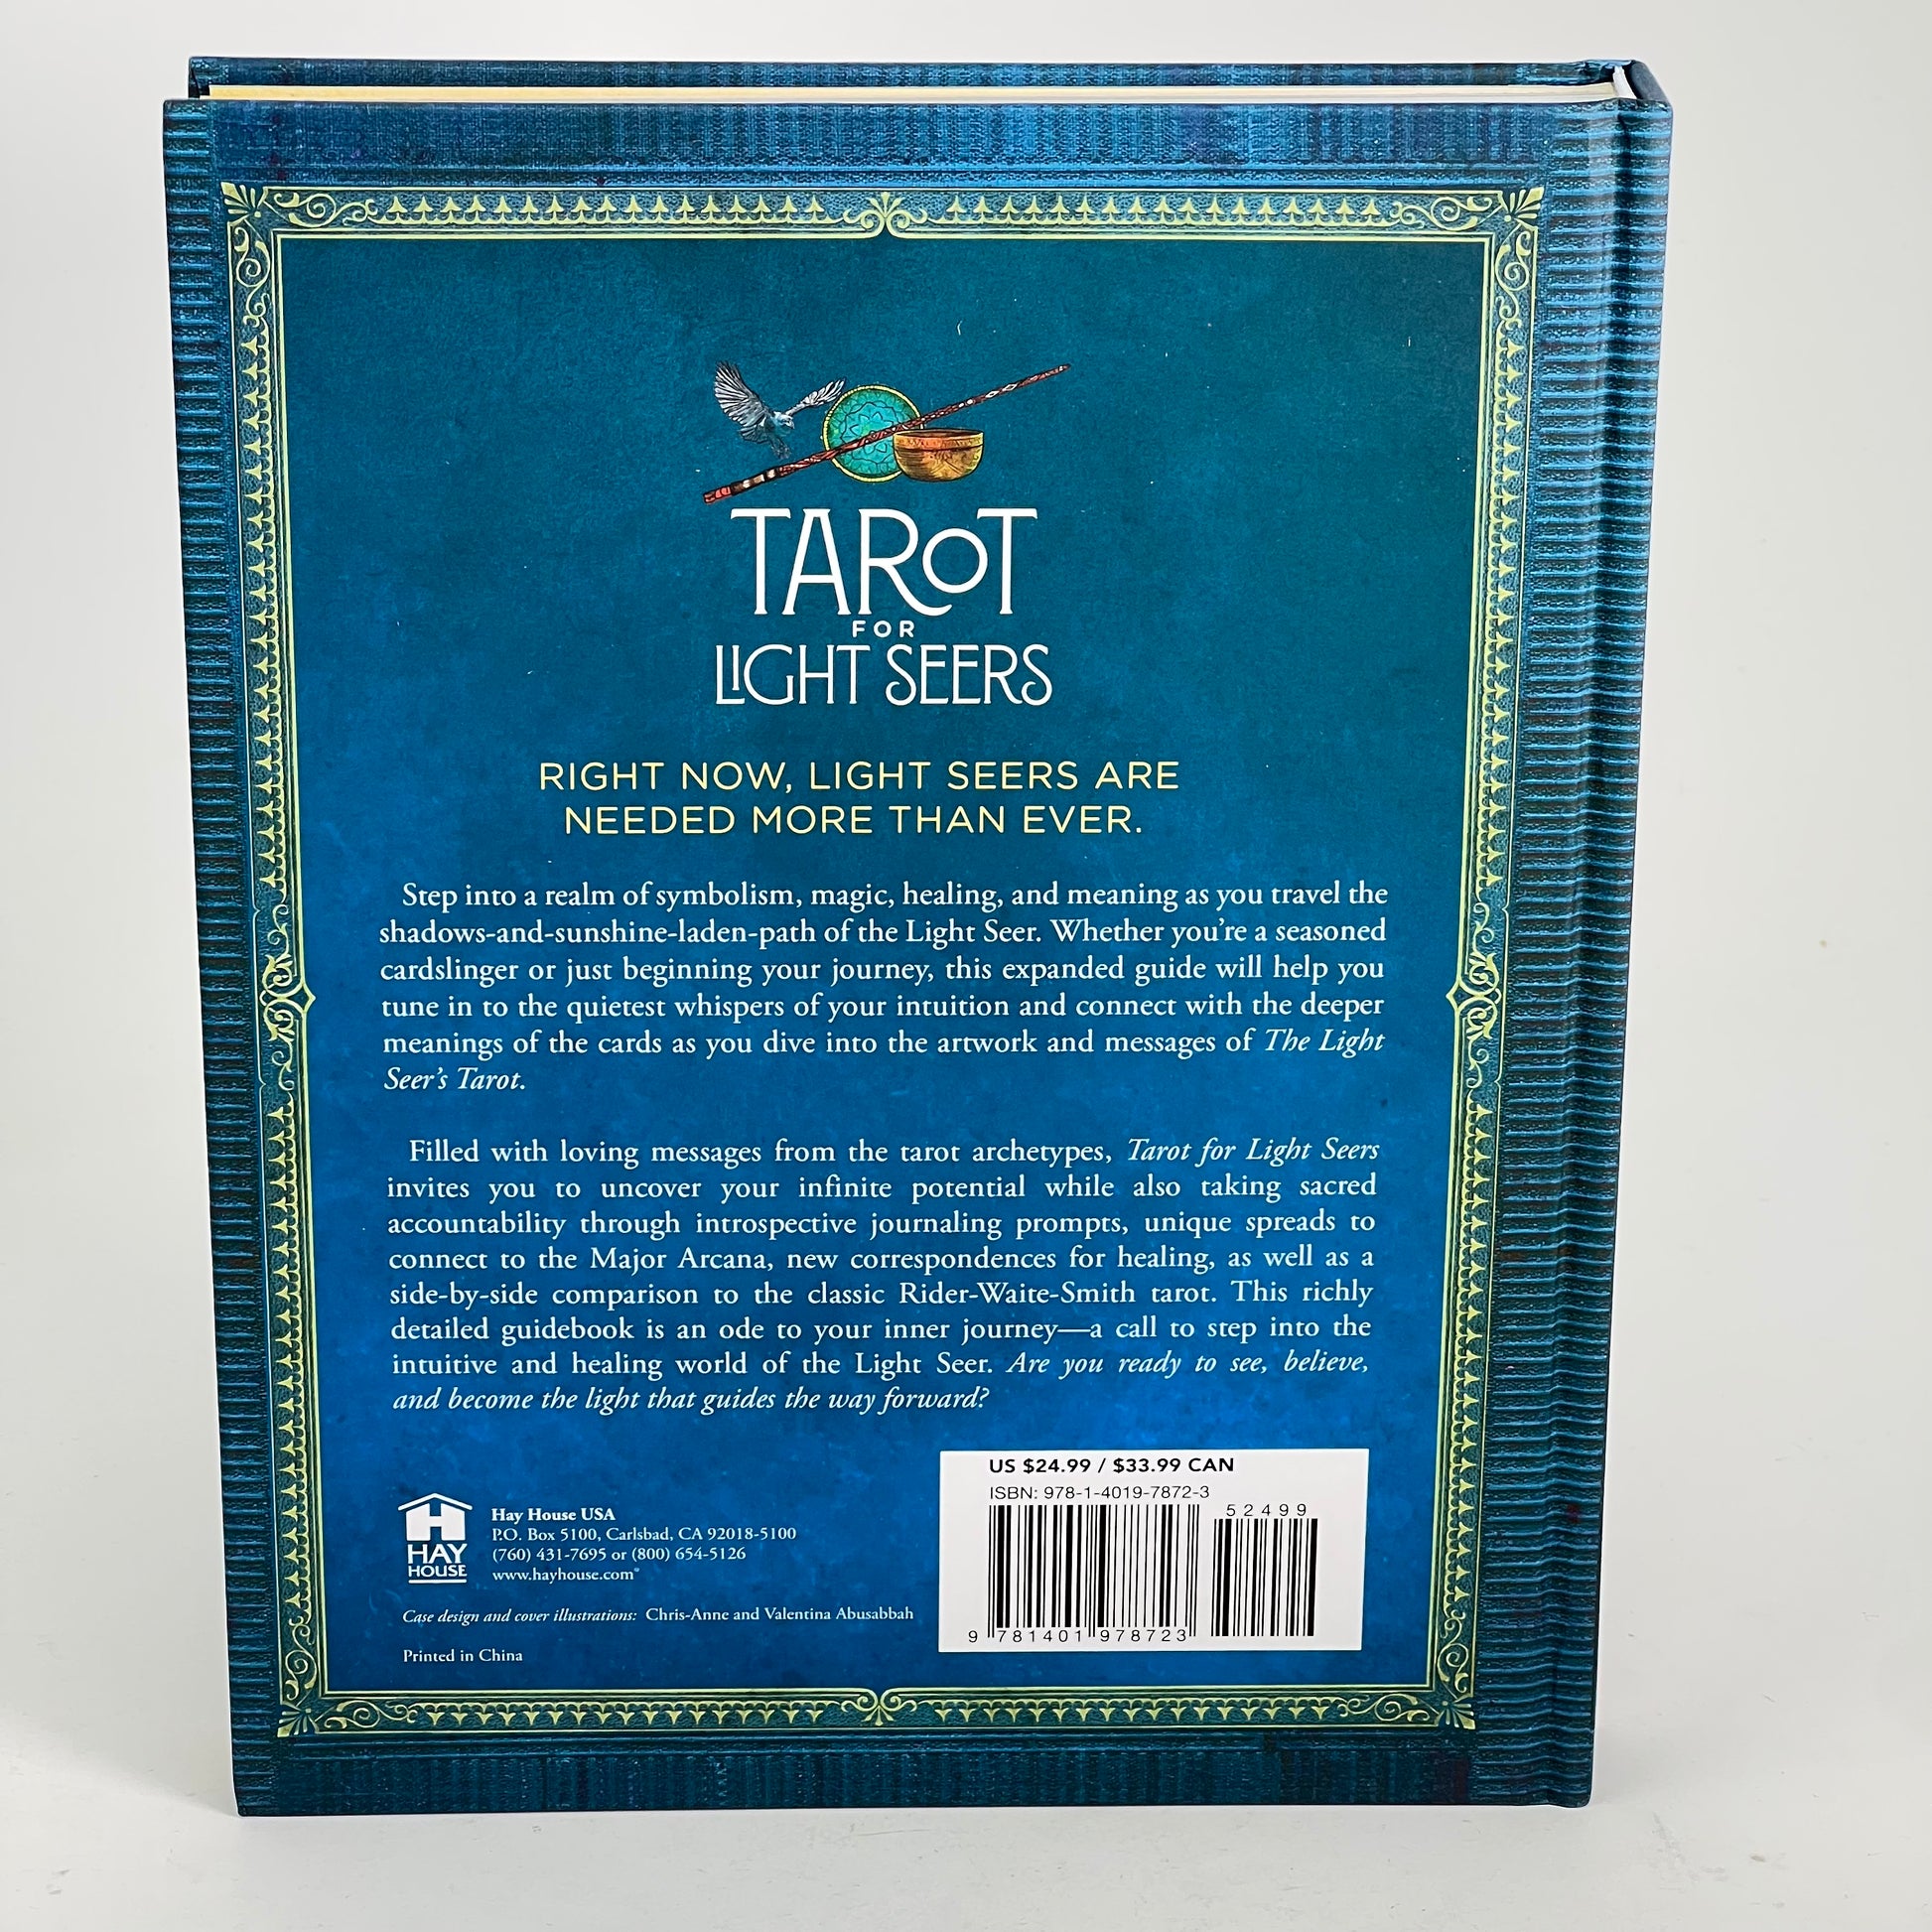 TAROT
FOR
LIGHT SEERS
RIGHT NOW, LIGHT SEERS ARE
NEEDED MORE THAN EVER.
Step into a realm of symbolism, magic, healing, and meaning as you travel the
shadows-and-sunshine-laden-path of the Light Seer. Whether you're a seasoned
cardslinger or just beginning your journey, this expanded guide will help you
tune in to the quietest whispers of your intuition and connect with the deeper
meanings of the cards as you dive into the artwork and messages of The Light
Seer's Tarot.
Filled with loving messages from the tarot archetypes, Tarot for Light Seers
invites you to uncover your infinite potential while also taking sacred
accountability through introspective journaling prompts, unique spreads to
connect to the Major Arcana, new correspondences for healing, as well as a
side-by-side comparison to the classic Rider-Waite-Smith tarot. This richly
detailed guidebook is an ode to your inner journey—a call to step into the
intuitive and healing world of the Light Seer. Are you ready to see, believe,
and become the light that guides the way forward?
HAY
HOUSE
Hay House USA
P.O. Box 5100, Carlsbad, CA 92018-5100
(760) 431-7695 or (800) 654-5126
www.hayhouse.com®
Case design and cover illustrations: Chris-Anne and Valentina Abusabbah
Printed in China
US $24.99 / $33.99 CAN
ISBN: 978-1-4019-7872-3
52499
9 781401 978723